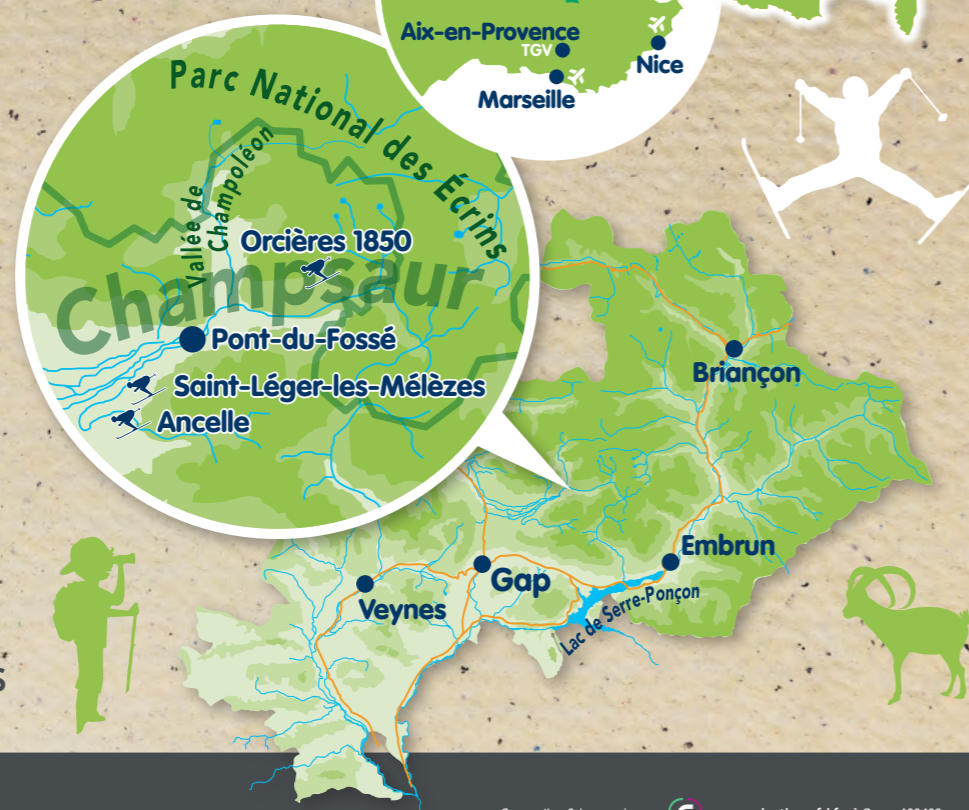 Aix-en-Provence
TGV
Nice
Marseille
Parc National des Écrins
Vallée de
Champoléon
Orcières 1850
Champsaur
Pont-du-Fossé
Saint-Léger-les-Mélèzes
Ancelle
Briançon
Embrun
Gap
Veynes
Lac de Serre-Ponçon